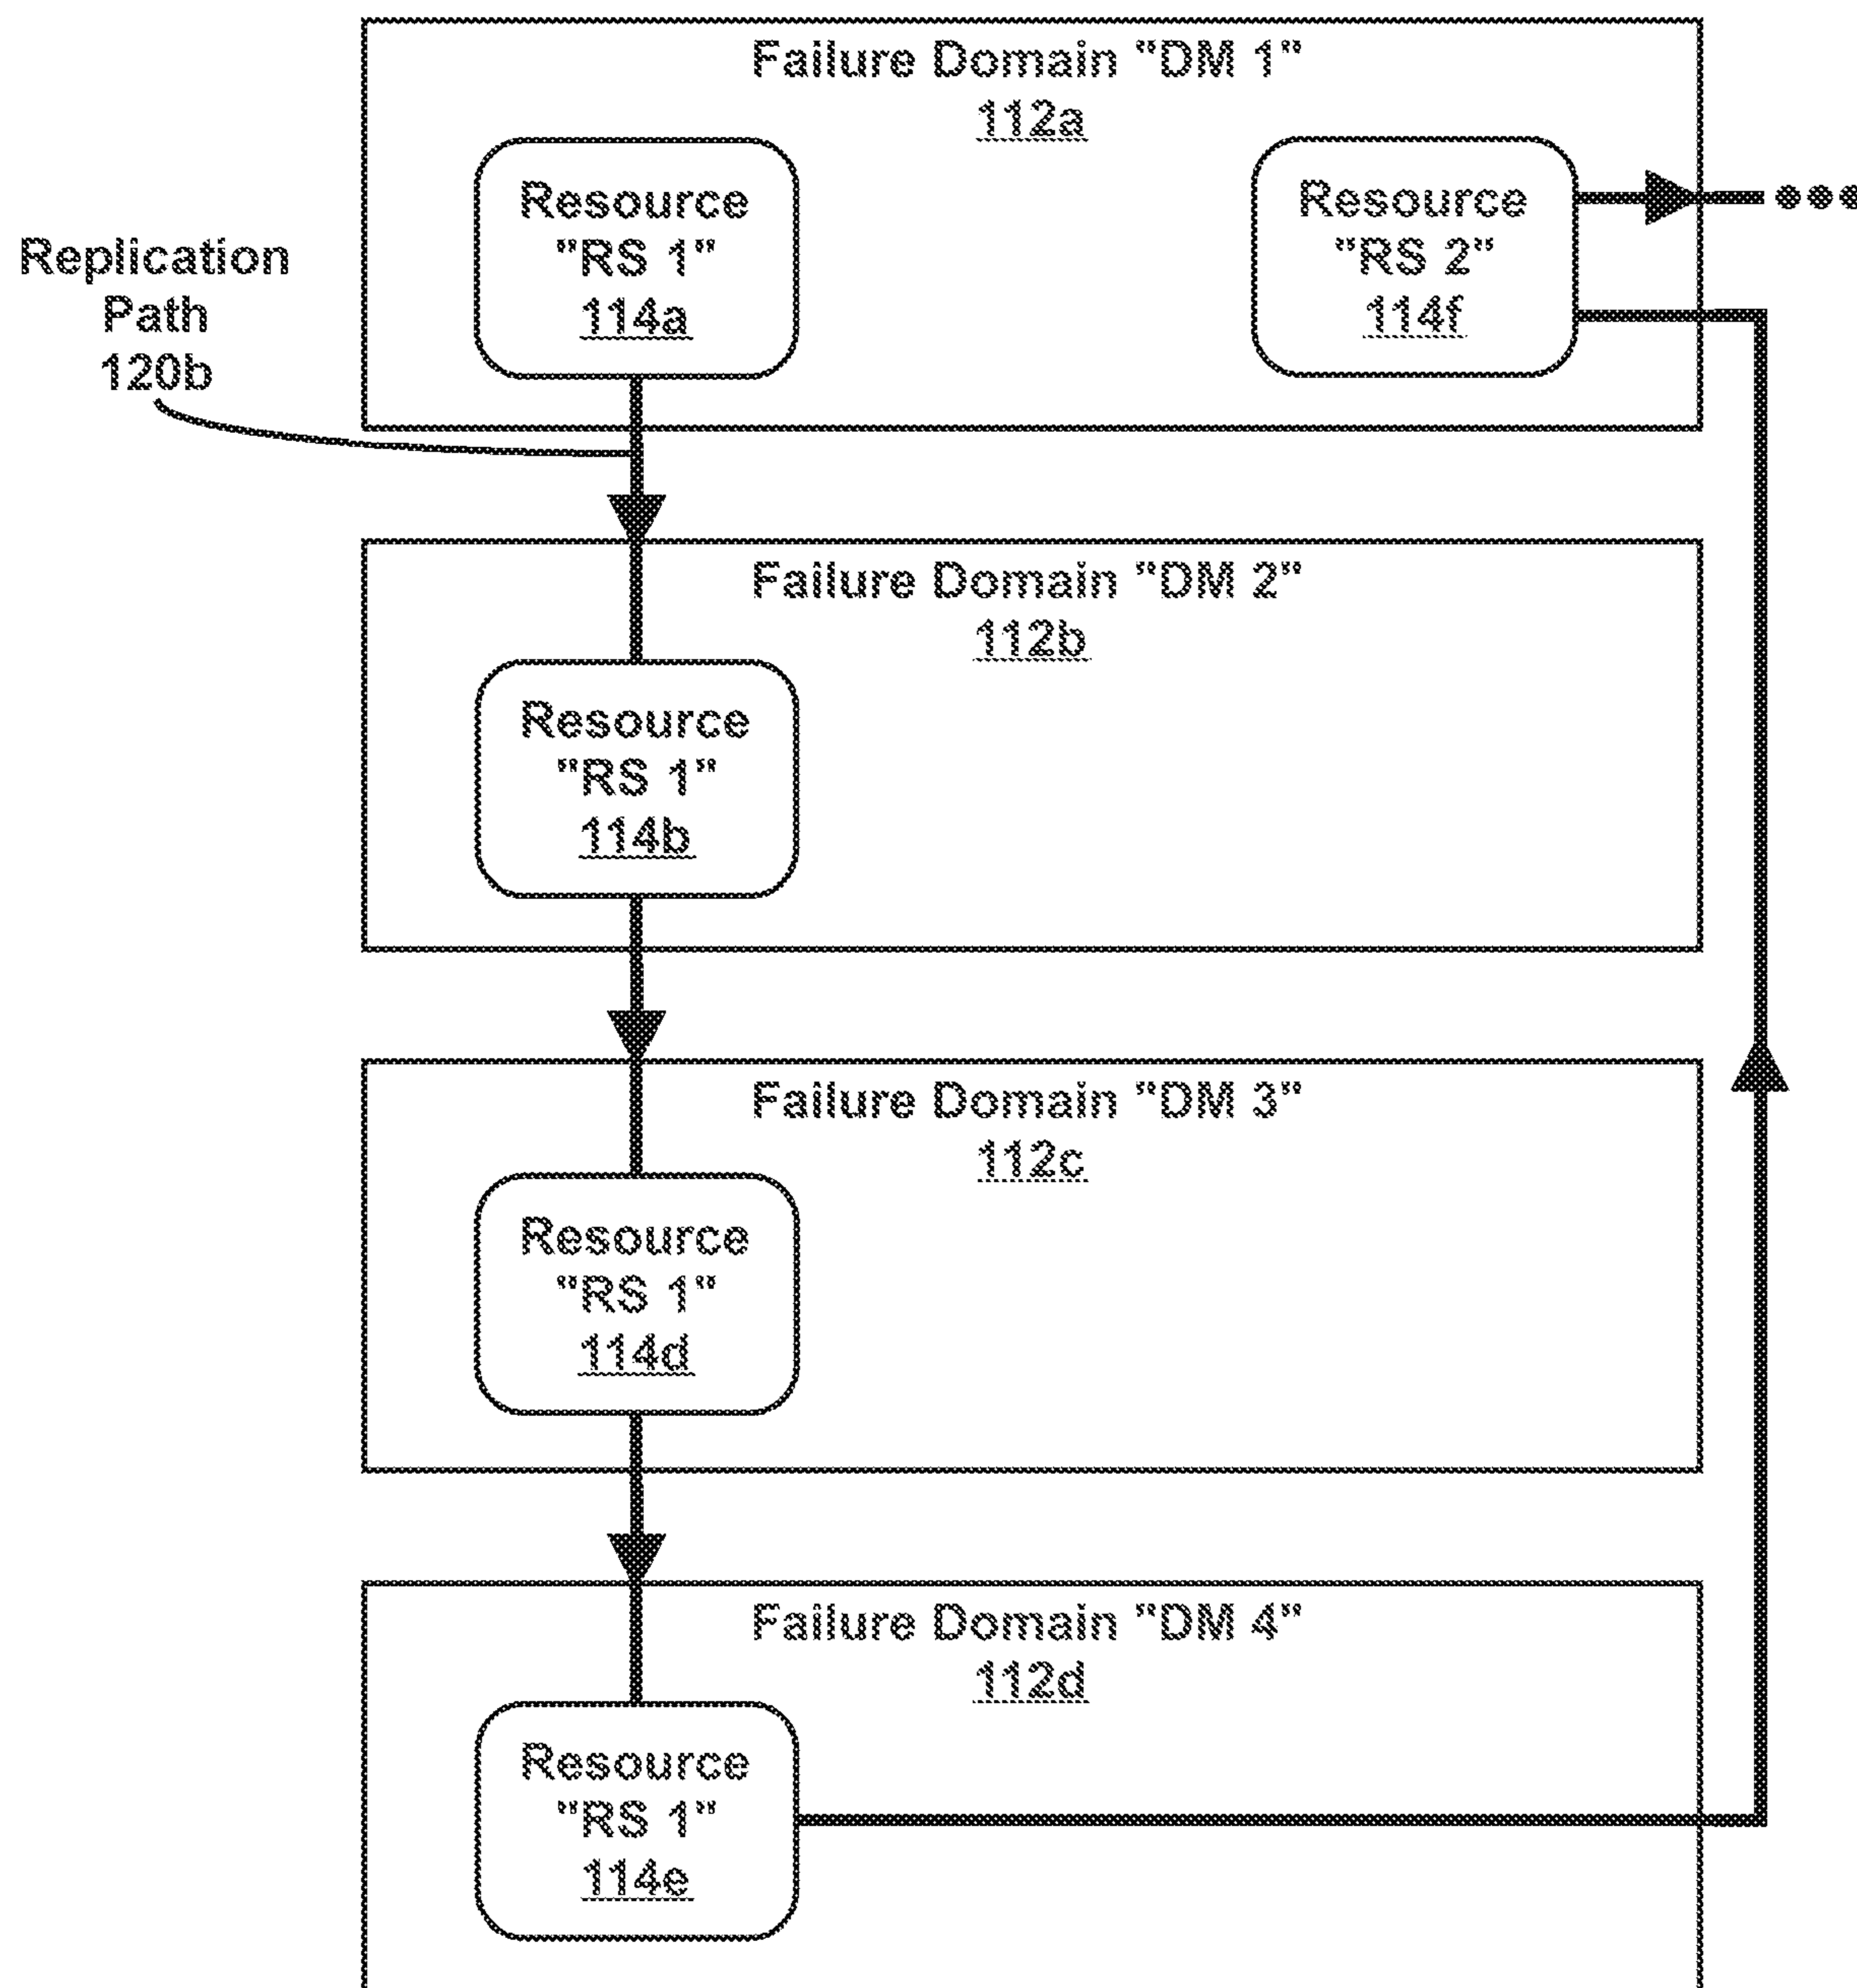 Failure Domain "DM 1"
112a
Resource
"RS 1"
114a
Resource
"RS 2"
114f
Replication
Path
120b
Failure Domain "DM 2"
112b
Resource
"RS 1"
114b
Failure Domain "DM 3"
112c
Resource
"RS 1"
114d
Failure Domain "DM 4"
112d
Resource
"RS 1"
114e